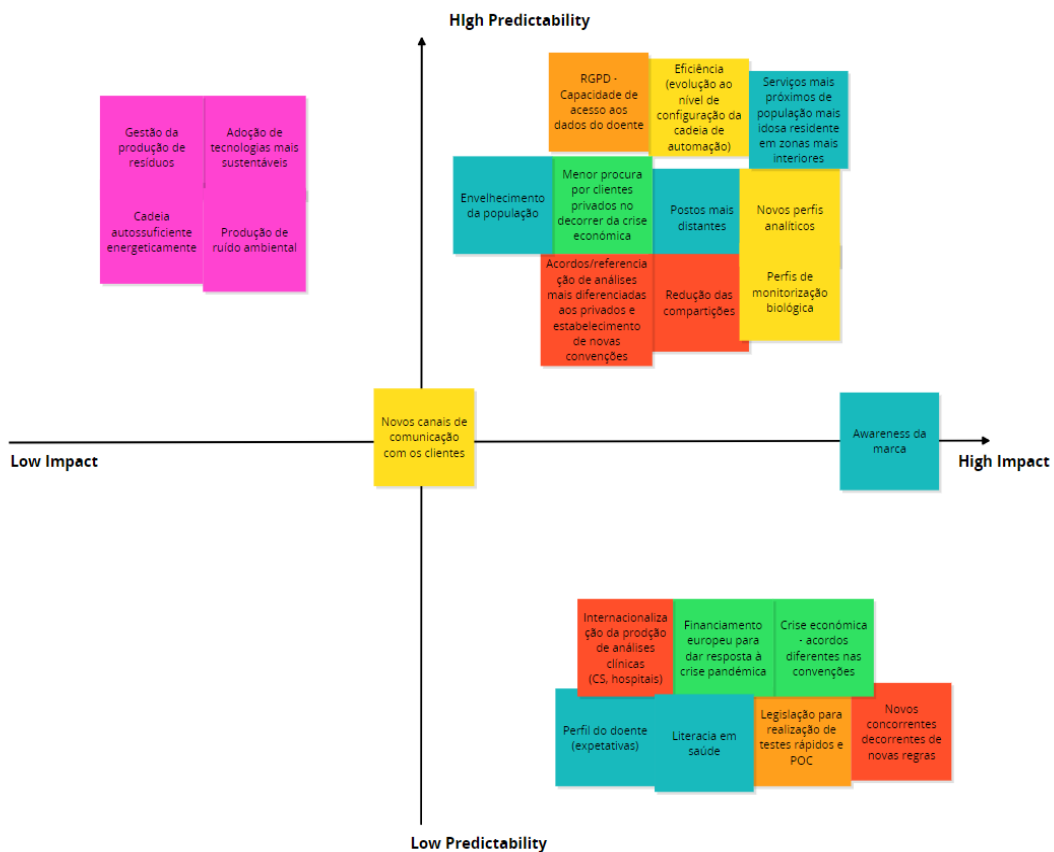 HIgh Predictability
RGPD -
Capacidade de
acesso aos
dados do doente
Eficiência
(evolução ao
nível de
configuração da
cadeia de
automação)
Serviços mais
próximos de
população mais
idosa residente
em zonas mais
interiores
Gestão da
produção de
resíduos
Adoção de
tecnologias mais
sustentáveis
Cadeia
autossuficiente
energeticamente
Produção de
ruído ambiental
Envelhecimento
da população
Menor procura
por clientes
privados no
decorrer da crise
económica
Postos mais
distantes
Novos perfis
analíticos
Acordos/referencia
ção de análises
mais diferenciadas
aos privados e
estabelecimento
de novas
convenções
Redução das
compartições
Perfis de
monitorização
biológica
Novos canais de
comunicação
com os clientes
Awareness da
marca
Low Impact
High Impact
Internacionaliza
ção da prodção
de análises
clínicas
(CS, hospitais)
Financiamento
europeu para
dar resposta à
crise pandémica
Crise económica
- acordos
diferentes nas
convenções
Perfil do doente
(expetativas)
Literacia em
saúde
Legislação para
realização de
testes rápidos e
POC
Novos
concorrentes
decorrentes de
novas regras
Low Predictability